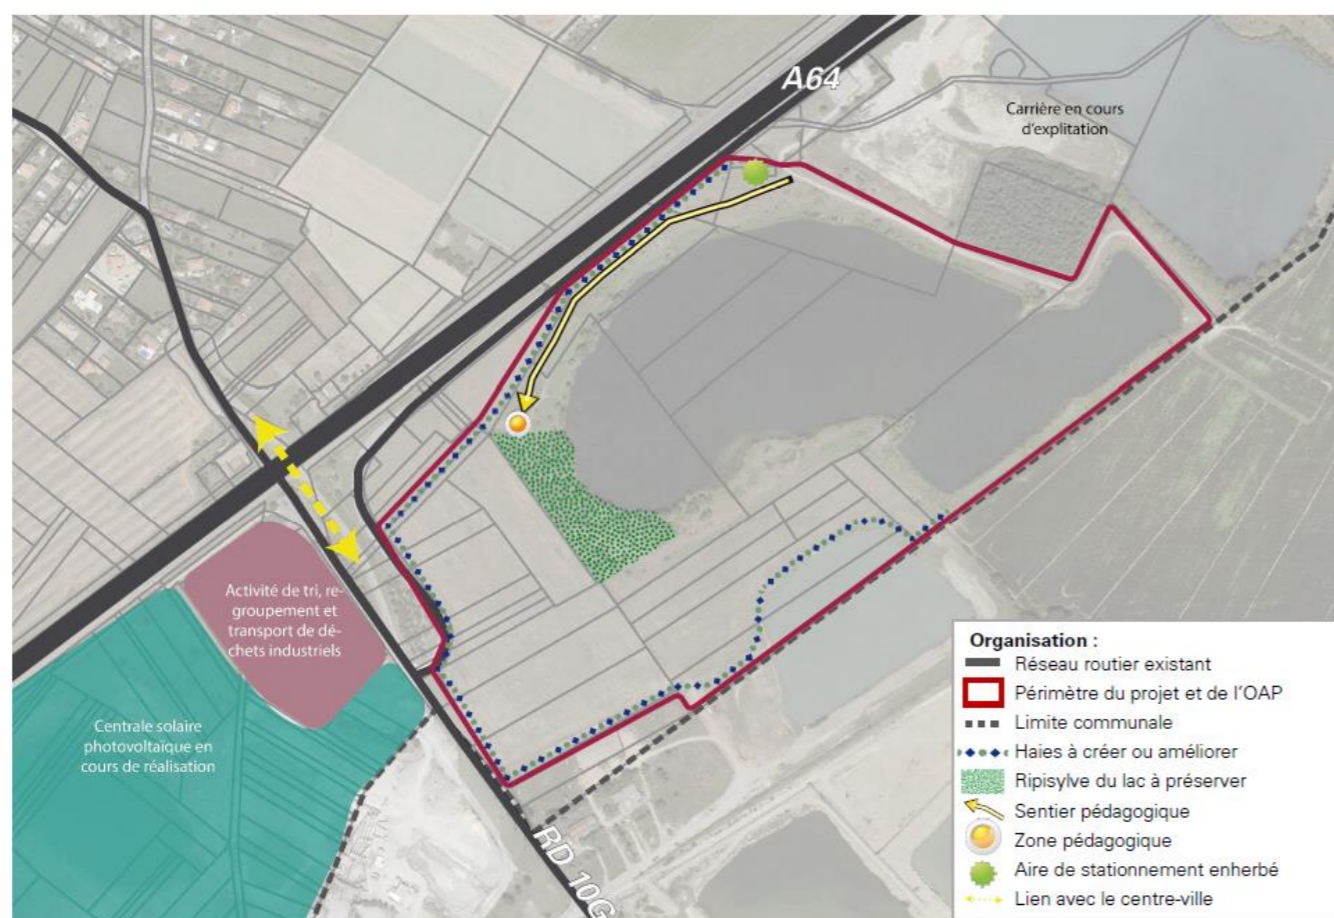 A64
Carrière en cours
d'explitation
Activité de tri, re-
groupement et
transport de dé-
chets industriels
Centrale solaire
photovoltaïque en
cours de réalisation
RD 10G
Organisation :
Réseau routier existant
Périmètre du projet et de l'OAP
Limite communale
Haies à créer ou améliorer
Ripisylve du lac à préserver
Sentier pédagogique
Zone pédagogique
Aire de stationnement enherbé
Lien avec le centre-ville